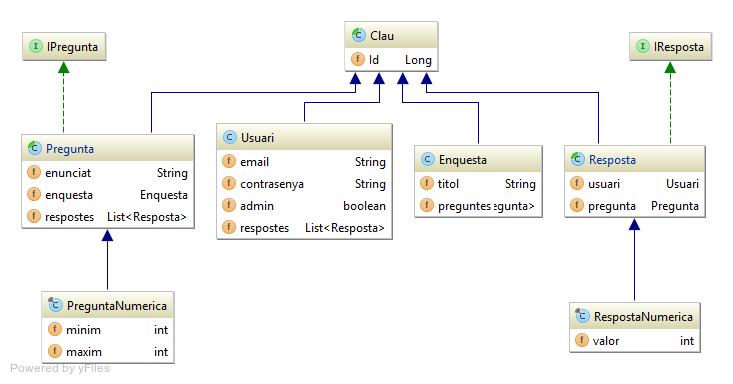 IPregunta
Clau
Id Long
IResposta
Pregunta
enunciat String
enquesta Enquesta
respostes List<Resposta>
Usuari
email String
contrasenya String
admin boolean
respostes List<Resposta>
Enquesta
titol String
preguntes :gunta>
Resposta
usuari Usuari
pregunta Pregunta
PreguntaNumerica
minim int
maxim int
RespostaNumerica
valor int
Powered by yFiles